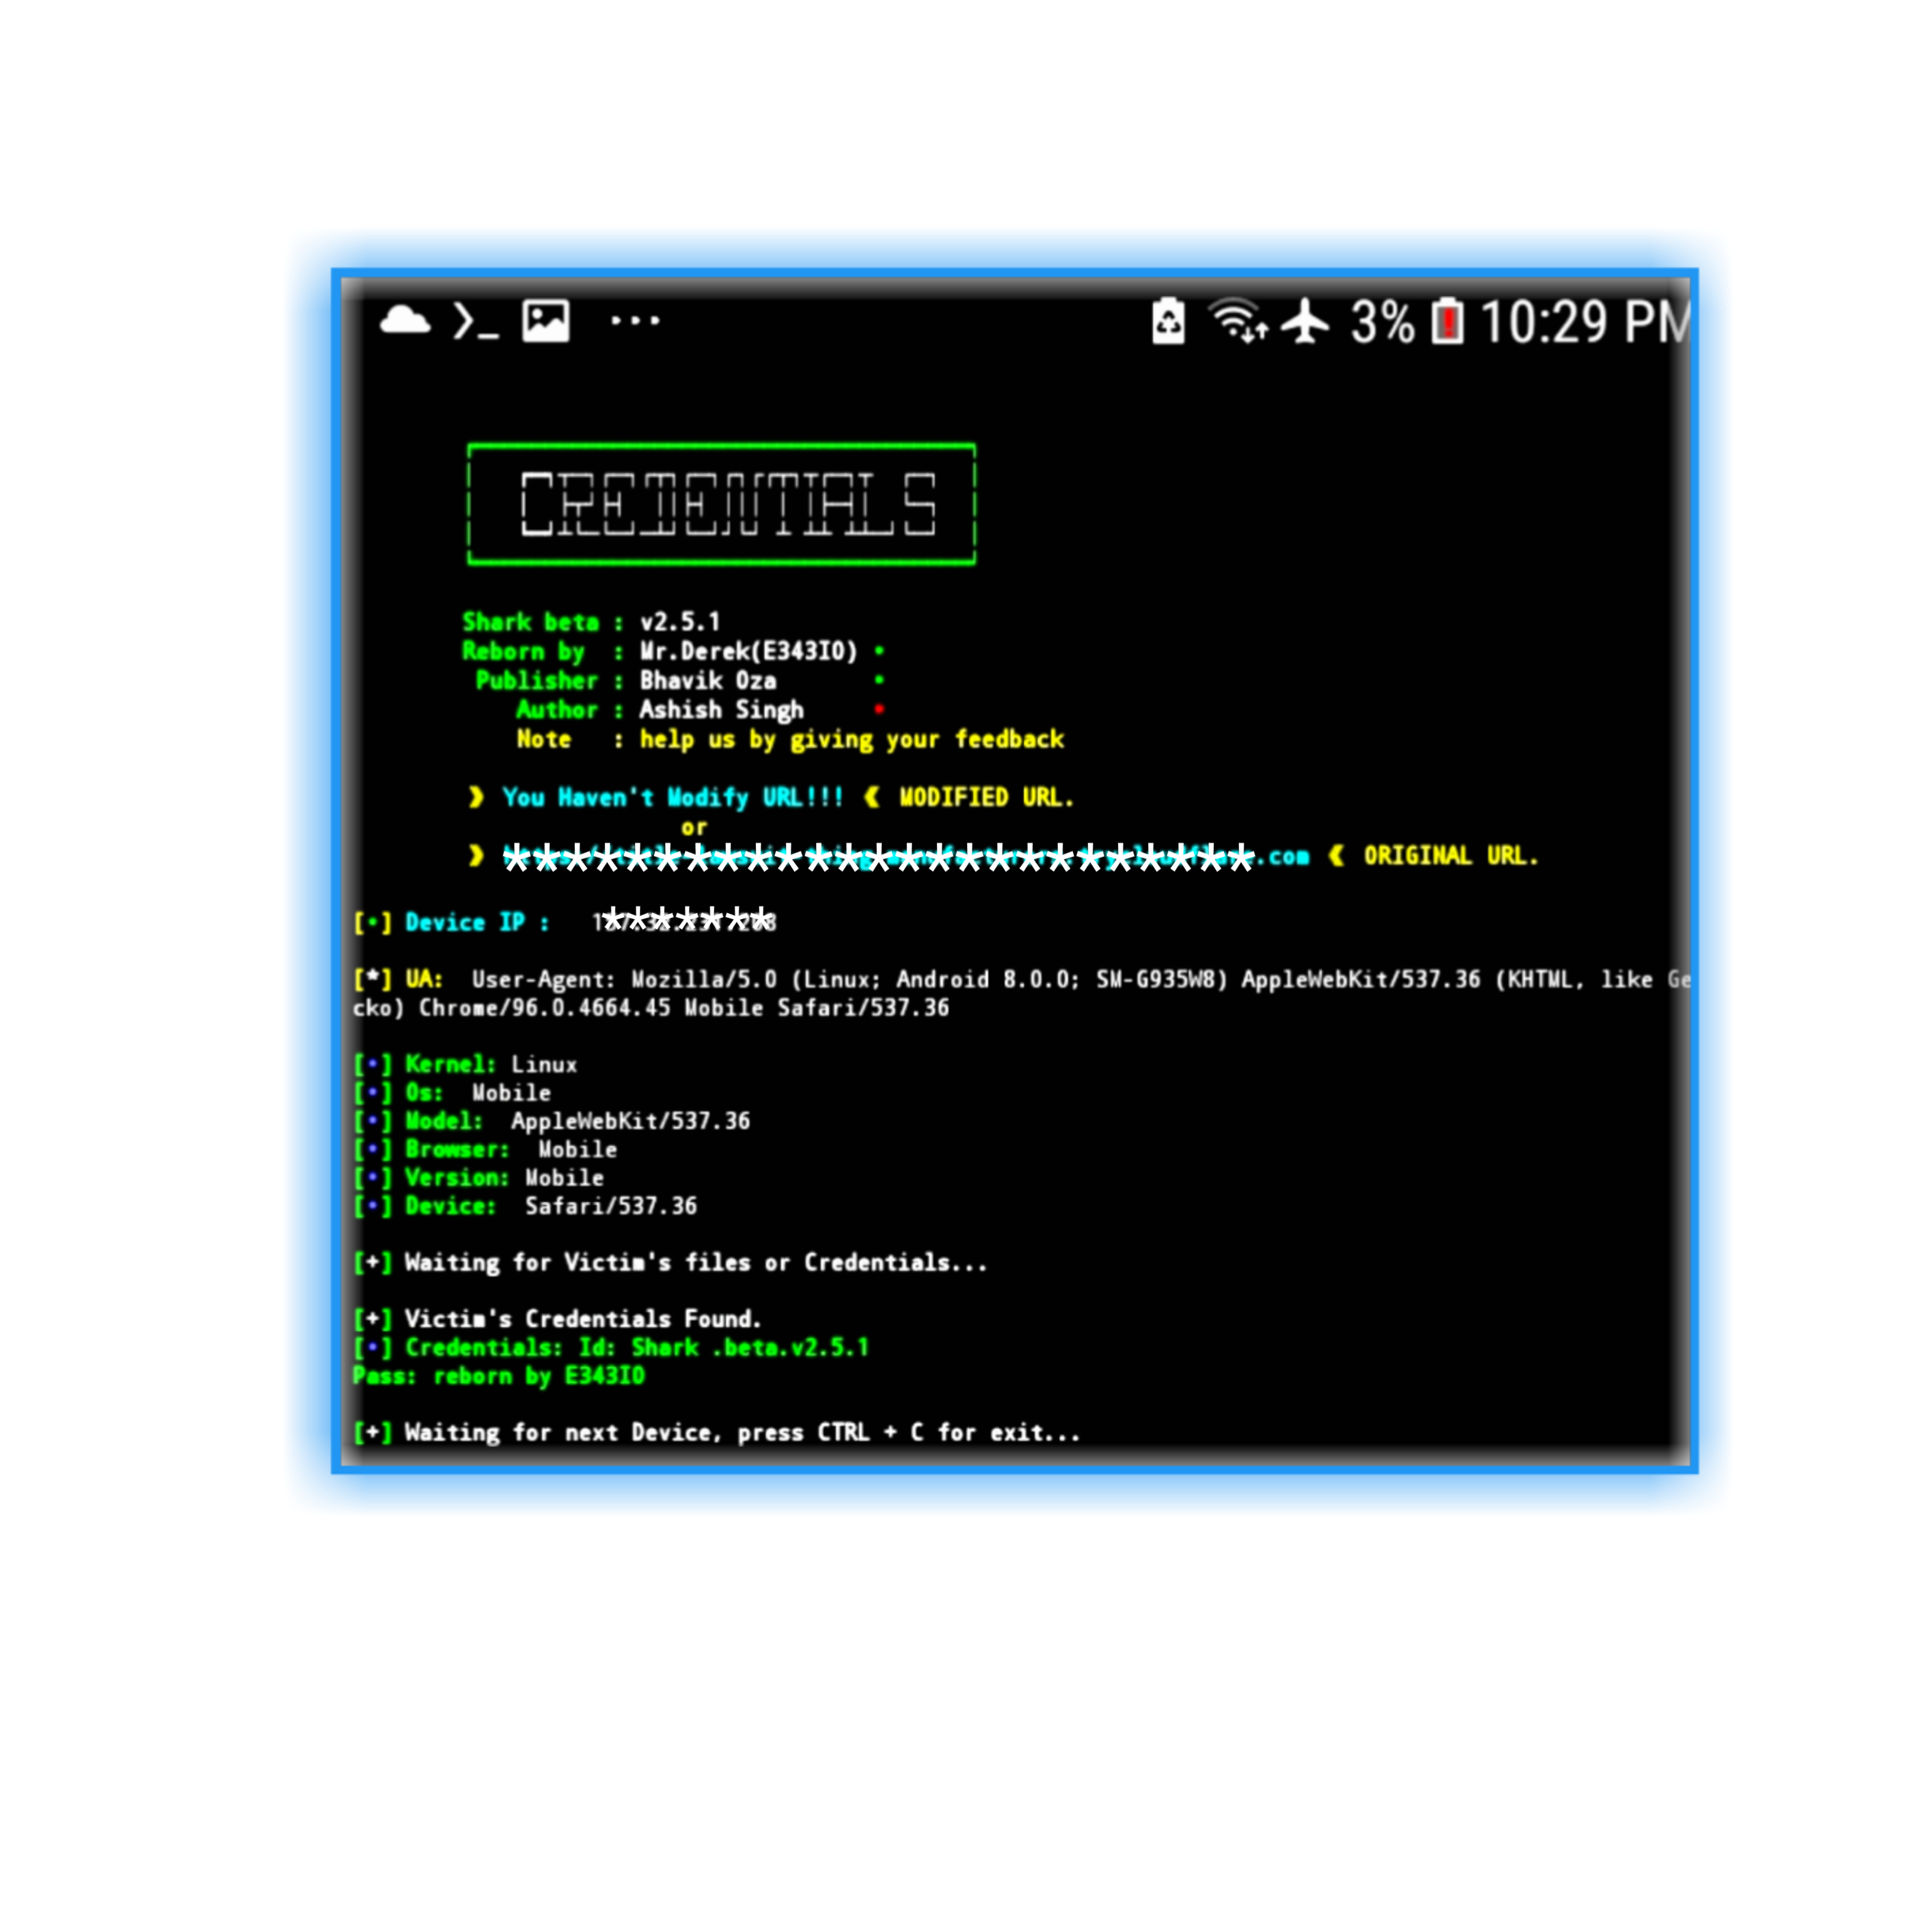 3% 10:29 PM
CREDENTIALS
Shark beta : v2.5.1
Reborn by : Mr.Derek(E343IO) •
Publisher : Bhavik Oza •
Author : Ashish Singh •
Note : help us by giving your feedback
❱ You Haven't Modify URL!!! ❰ MODIFIED URL.
or
❱ *************************.com ❰ ORIGINAL URL.
[•] Device IP : *******
[*] UA: User-Agent: Mozilla/5.0 (Linux; Android 8.0.0; SM-G935W8) AppleWebKit/537.36 (KHTML, like Ge
cko) Chrome/96.0.4664.45 Mobile Safari/537.36
[•] Kernel: Linux
[•] Os: Mobile
[•] Model: AppleWebKit/537.36
[•] Browser: Mobile
[•] Version: Mobile
[•] Device: Safari/537.36
[+] Waiting for Victim's files or Credentials...
[+] Victim's Credentials Found.
[•] Credentials: Id: Shark .beta.v2.5.1
Pass: reborn by E343IO
[+] Waiting for next Device, press CTRL + C for exit...